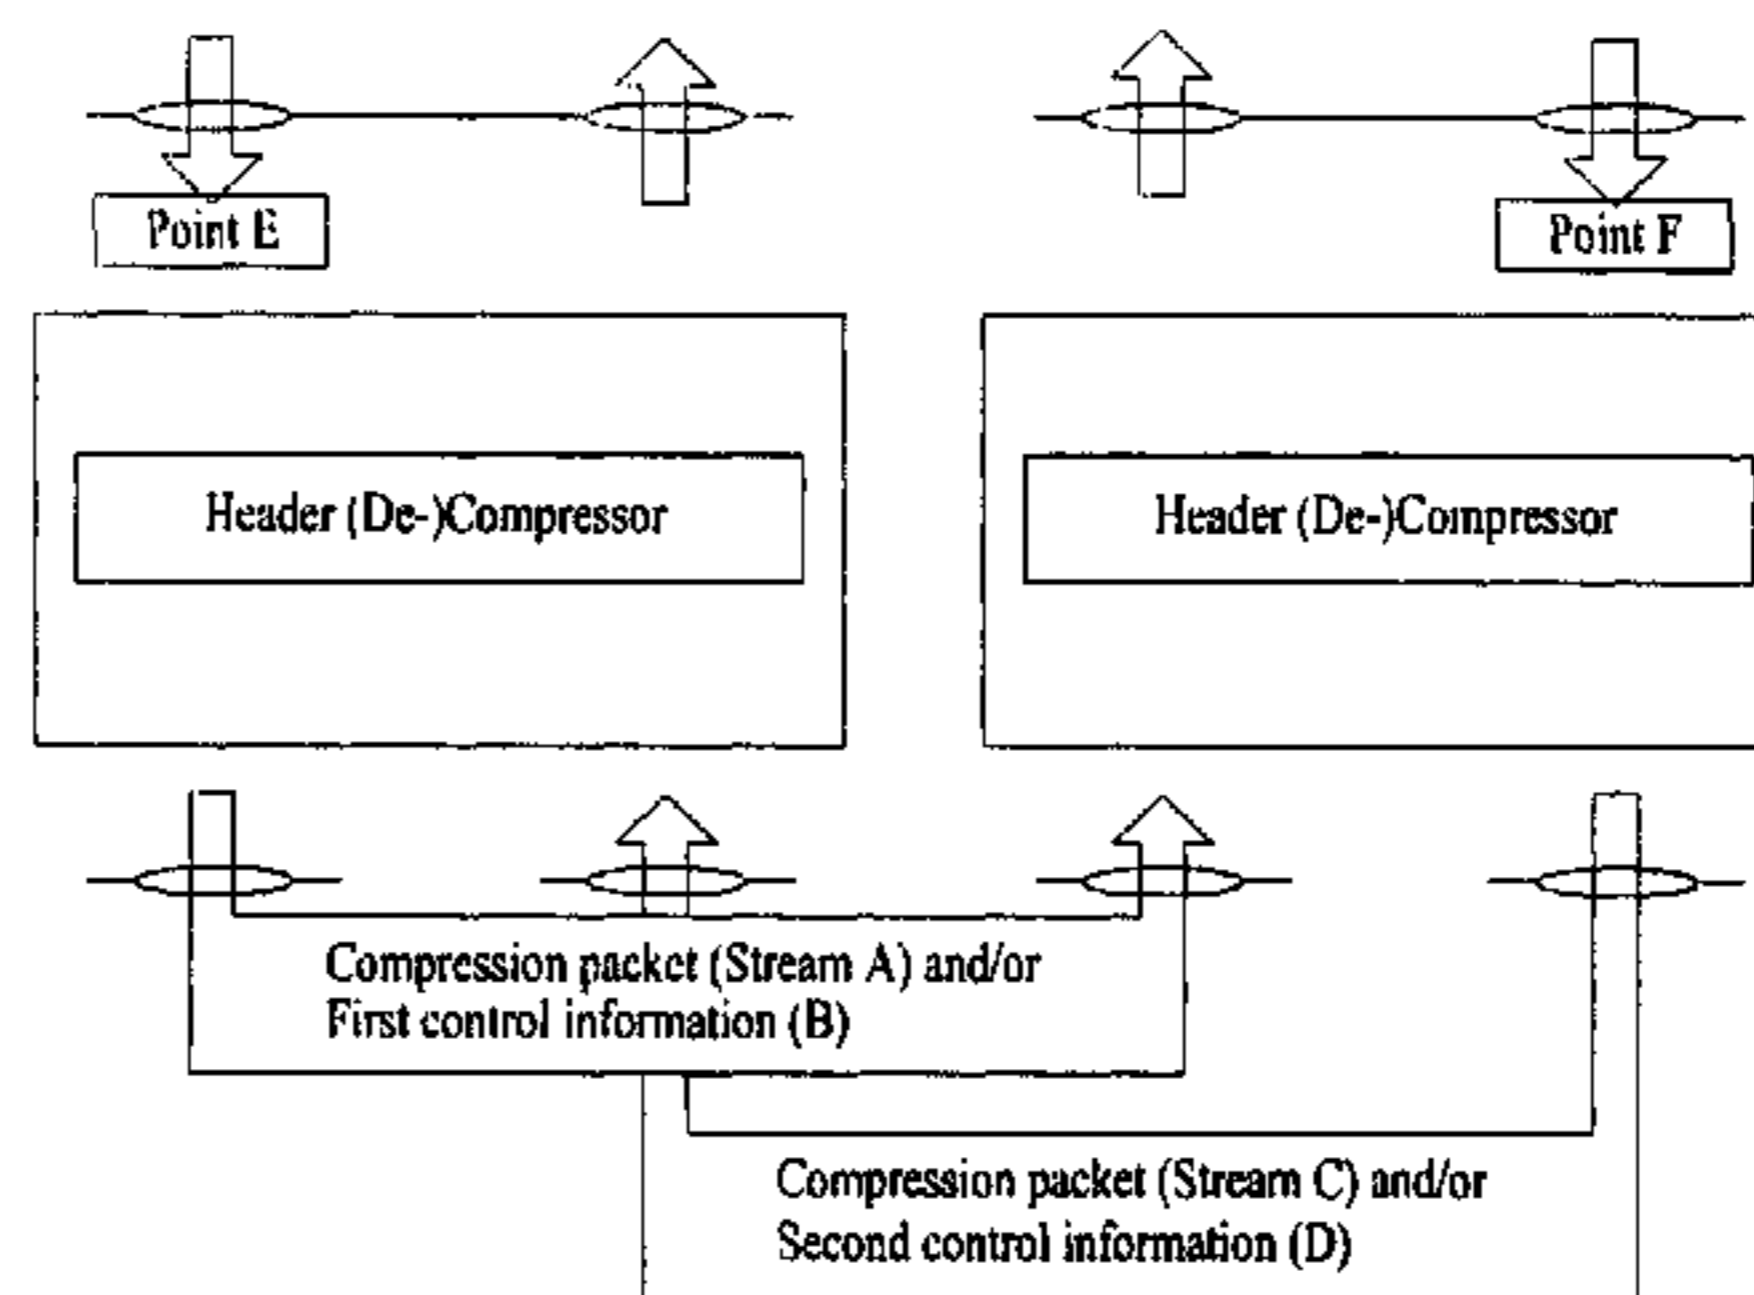 Point E
Point F
Header (De-)Compressor
Header (De-)Compressor
Compression packet (Stream A) and/or
First control information (B)
Compression packet (Stream C) and/or
Second control information (D)